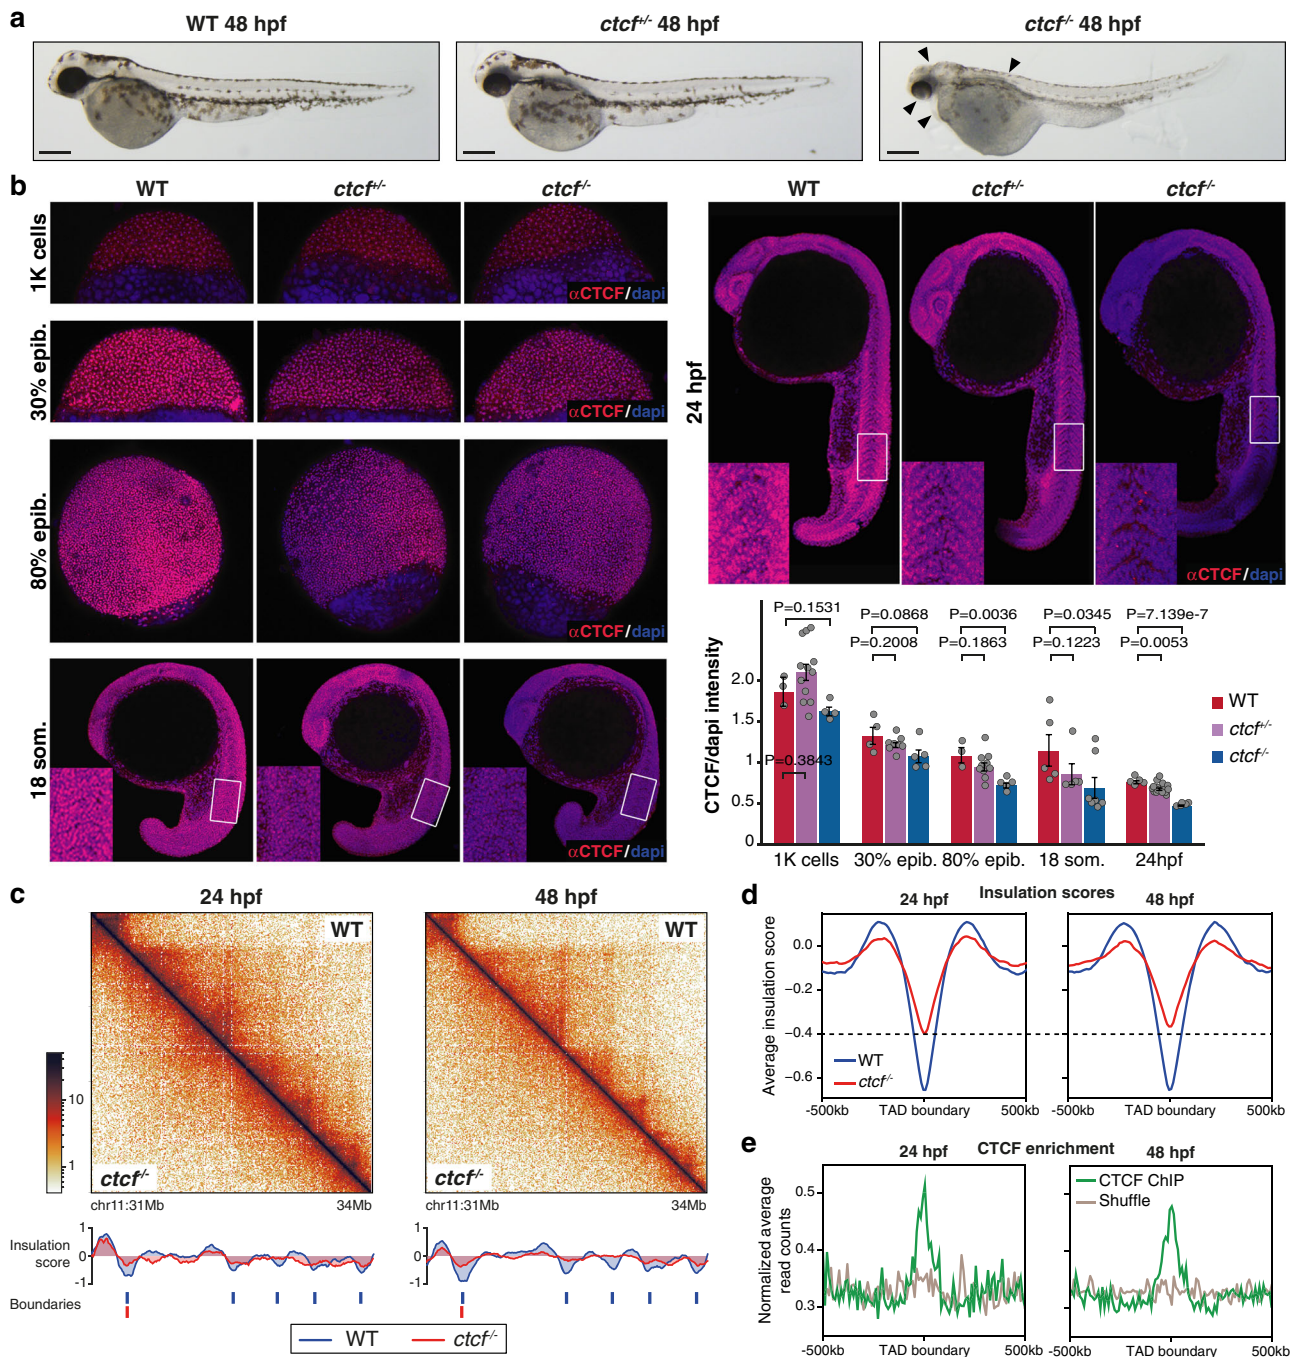 a
WT 48 hpf
ctcf+/- 48 hpf
ctcf-/- 48 hpf
b
WT
ctcf+/-
ctcf-/-
1K cells
αCTCF/dapi
30% epib.
αCTCF/dapi
80% epib.
αCTCF/dapi
18 som.
αCTCF/dapi
WT
ctcf+/-
ctcf-/-
24 hpf
αCTCF/dapi
P=0.1531
P=0.0868
P=0.0036
P=0.0345
P=7.139e-7
P=0.2008
P=0.1863
P=0.1223
P=0.0053
P=0.3843
CTCF/dapi intensity
2.0
1.5
1
0.5
0
1K cells
30% epib.
80% epib.
18 som.
24hpf
WT
ctcf+/-
ctcf-/-
c
24 hpf
48 hpf
WT
ctcf-/-
WT
ctcf-/-
10
1
chr11:31Mb
34Mb
chr11:31Mb
34Mb
Insulation score
1
0
-1
1
0
-1
Boundaries
WT
ctcf-/-
d
Insulation scores
24 hpf
48 hpf
Average insulation score
0.0
−0.2
−0.4
−0.6
WT
ctcf-/-
-500kb
TAD boundary
500kb
-500kb
TAD boundary
500kb
e
CTCF enrichment
24 hpf
48 hpf
Normalized average read counts
0.5
0.4
0.3
CTCF ChIP
Shuffle
-500kb
TAD boundary
500kb
-500kb
TAD boundary
500kb